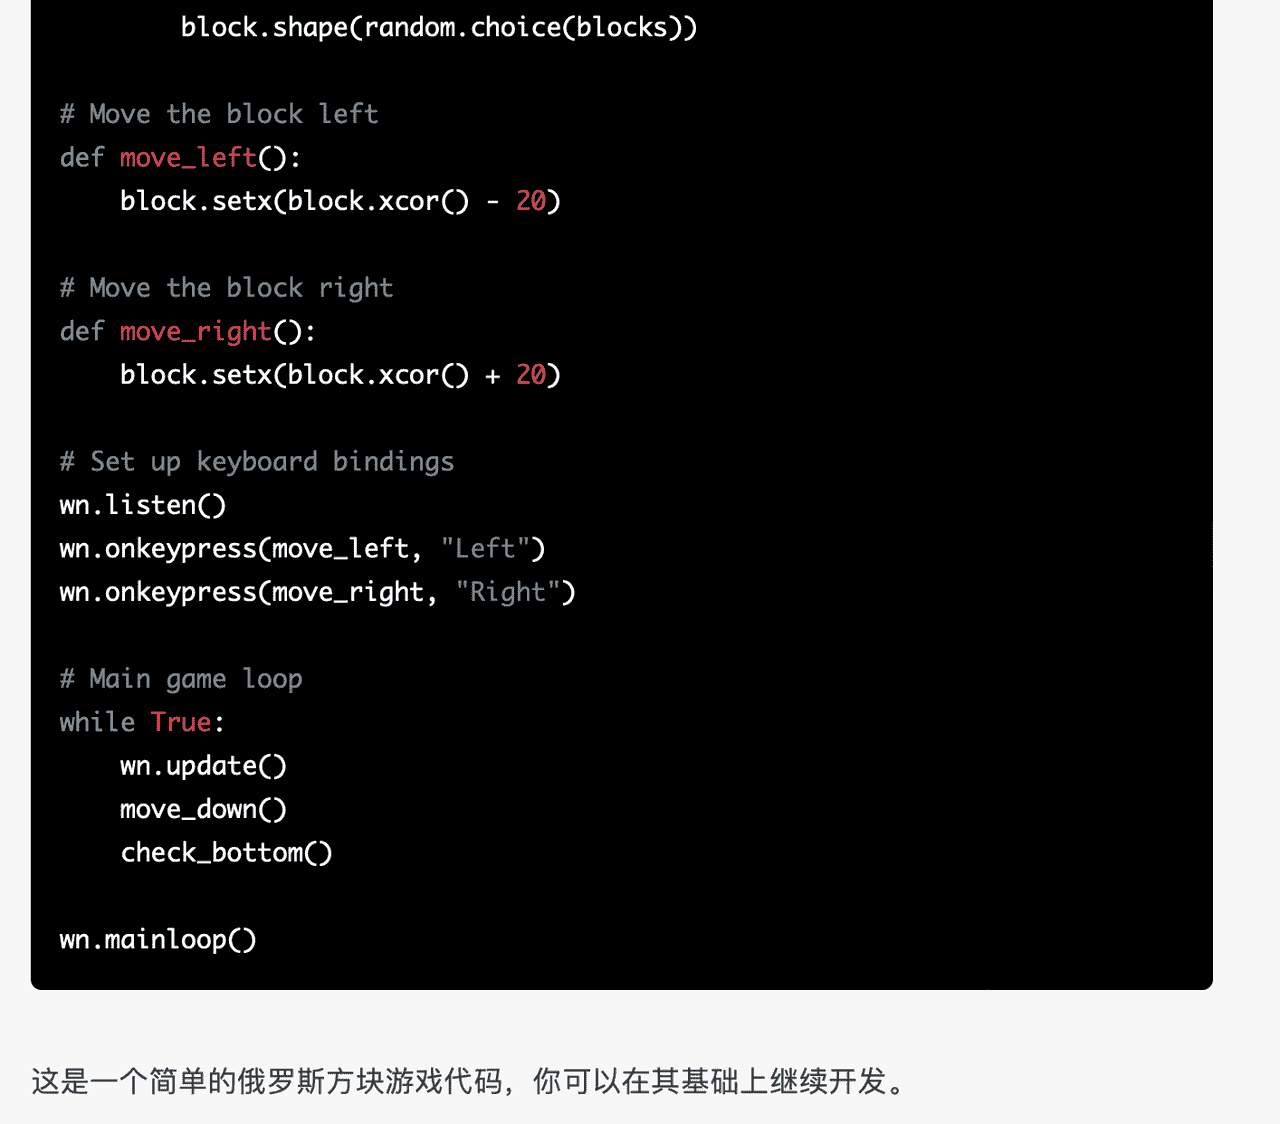 block.shape(random.choice(blocks))
# Move the block left
def move_left():
    block.setx(block.xcor() - 20)
# Move the block right
def move_right():
    block.setx(block.xcor() + 20)
# Set up keyboard bindings
wn.listen()
wn.onkeypress(move_left, "Left")
wn.onkeypress(move_right, "Right")
# Main game loop
while True:
    wn.update()
    move_down()
    check_bottom()
wn.mainloop()
这是一个简单的俄罗斯方块游戏代码，你可以在其基础上继续开发。